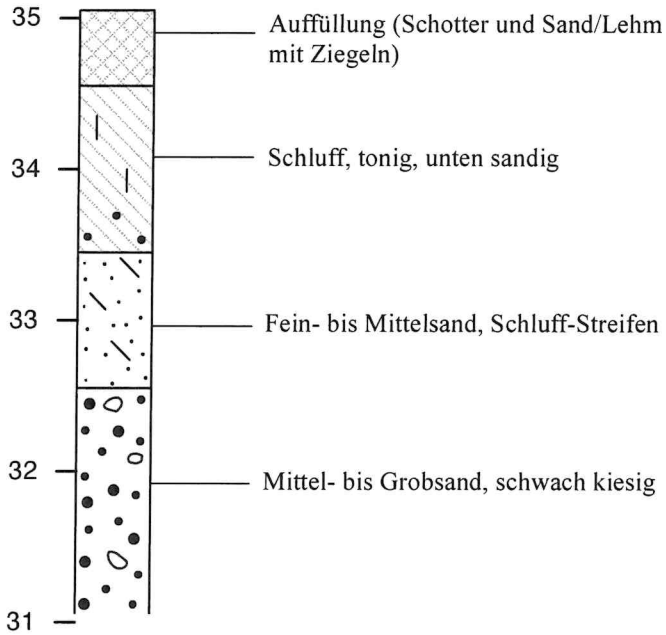 35
Auffüllung (Schotter und Sand/Lehm
mit Ziegeln)
34
Schluff, tonig, unten sandig
33
Fein- bis Mittelsand, Schluff-Streifen
32
Mittel- bis Grobsand, schwach kiesig
31